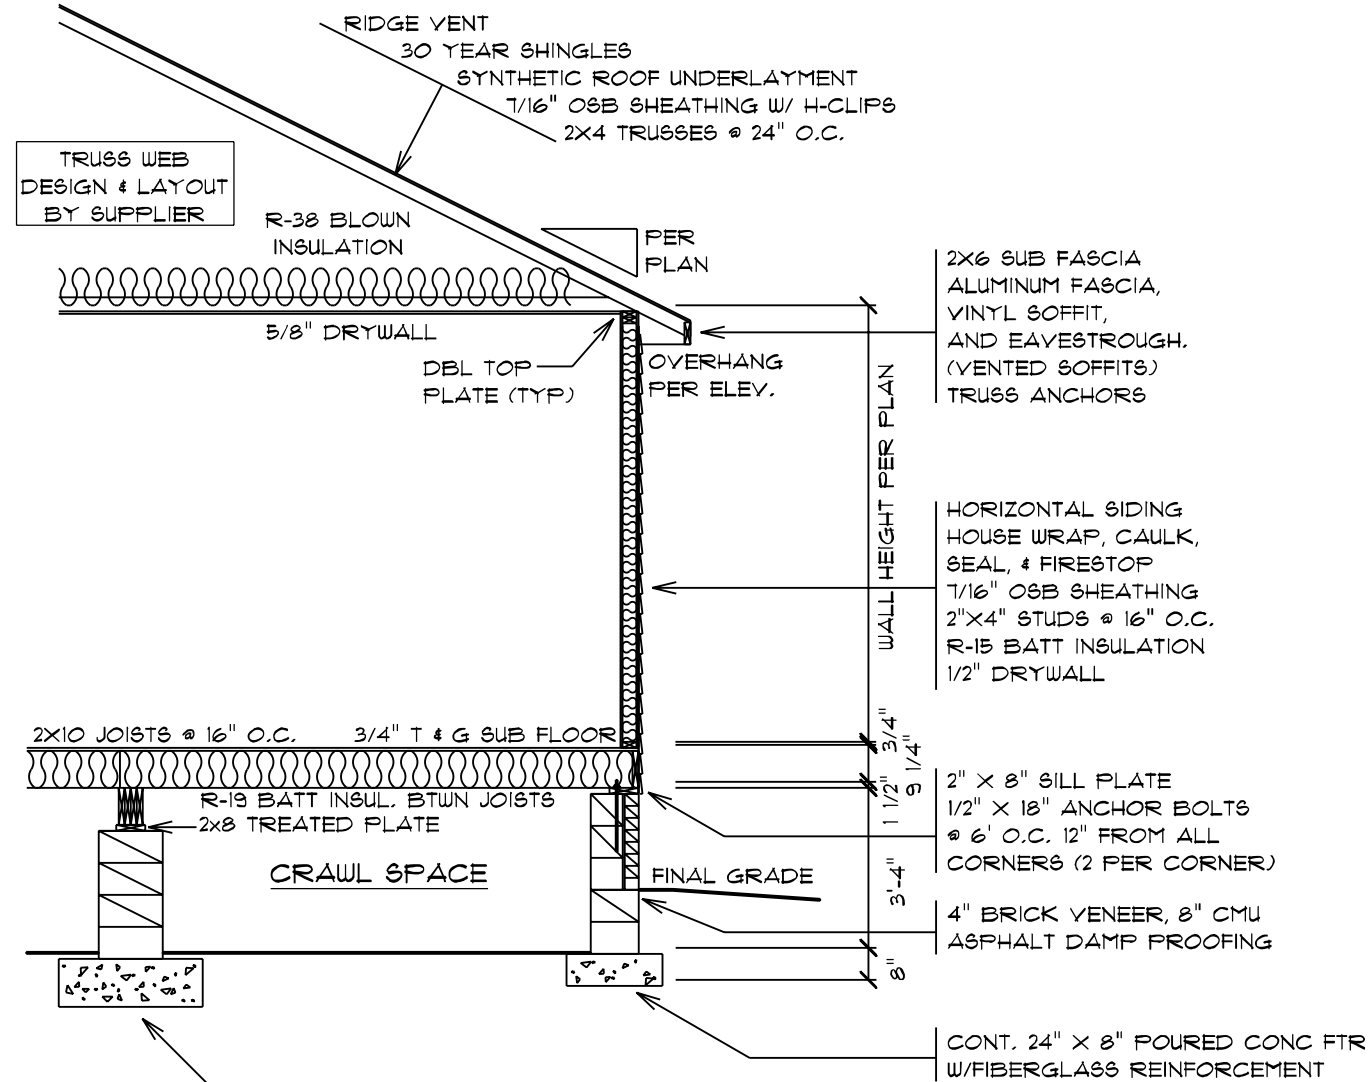 RIDGE VENT
30 YEAR SHINGLES
SYNTHETIC ROOF UNDERLAYMENT
7/16" OSB SHEATHING W/ H-CLIPS
2X4 TRUSSES @ 24" O.C.
TRUSS WEB
DESIGN & LAYOUT
BY SUPPLIER
R-38 BLOWN
INSULATION
PER
PLAN
5/8" DRYWALL
DBL TOP
PLATE (TYP)
OVERHANG
PER ELEV.
2X6 SUB FASCIA
ALUMINUM FASCIA,
VINYL SOFFIT,
AND EAVESTROUGH.
(VENTED SOFFITS)
TRUSS ANCHORS
WALL HEIGHT PER PLAN
HORIZONTAL SIDING
HOUSE WRAP, CAULK,
SEAL, & FIRESTOP
7/16" OSB SHEATHING
2"X4" STUDS @ 16" O.C.
R-15 BATT INSULATION
1/2" DRYWALL
2X10 JOISTS @ 16" O.C.
3/4" T & G SUB FLOOR
3/4"
9 1/4"
1 1/2"
R-19 BATT INSUL. BTWN JOISTS
2x8 TREATED PLATE
2" X 8" SILL PLATE
1/2" X 18" ANCHOR BOLTS
@ 6' O.C. 12" FROM ALL
CORNERS (2 PER CORNER)
CRAWL SPACE
FINAL GRADE
3'-4"
4" BRICK VENEER, 8" CMU
ASPHALT DAMP PROOFING
8"
CONT. 24" X 8" POURED CONC FTR
W/FIBERGLASS REINFORCEMENT